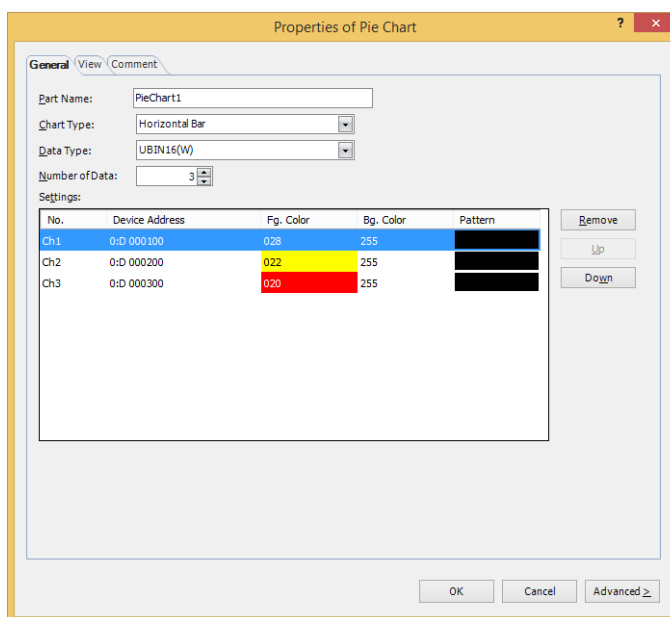 Properties of Pie Chart ? ×
General View Comment
Part Name: PieChart1
Chart Type: Horizontal Bar
Data Type: UBIN16(W)
Number of Data: 3
Settings:
No. Device Address Fg. Color Bg. Color Pattern Remove
Ch1 0:D 000100 028 255 Up
Ch2 0:D 000200 022 255
Ch3 0:D 000300 020 255 Down
OK Cancel Advanced >